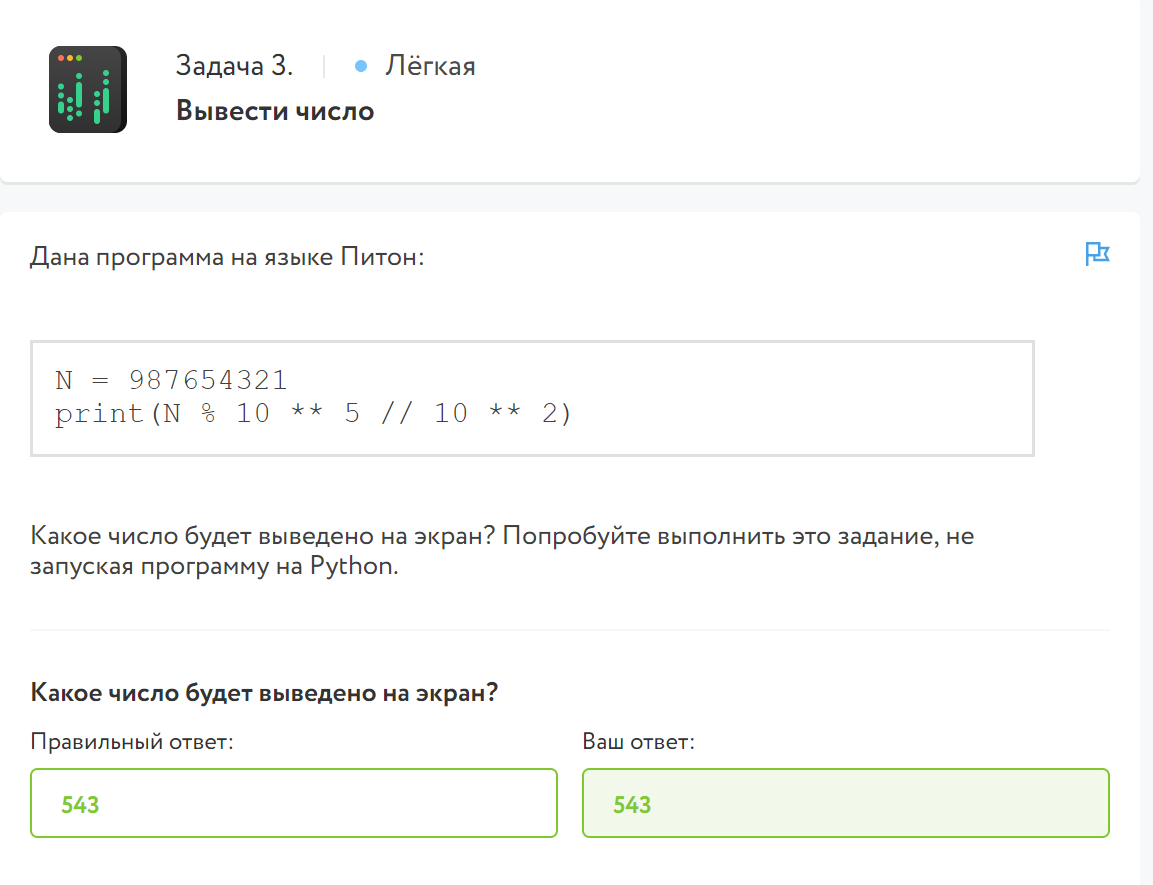 Задача 3.
Лёгкая
Вывести число
Дана программа на языке Питон:
N = 987654321
print(N % 10 ** 5 // 10 ** 2)
Какое число будет выведено на экран? Попробуйте выполнить это задание, не
запуская программу на Python.
Какое число будет выведено на экран?
Правильный ответ:
Ваш ответ:
543
543